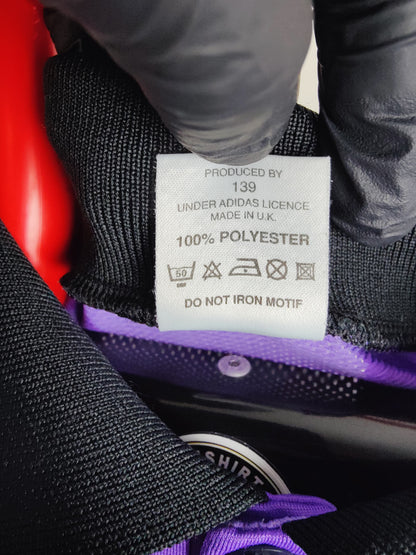 PRODUCED BY
139
UNDER ADIDAS LICENCE
MADE IN U.K.
100% POLYESTER
50
DO NOT IRON MOTIF
SHIRT